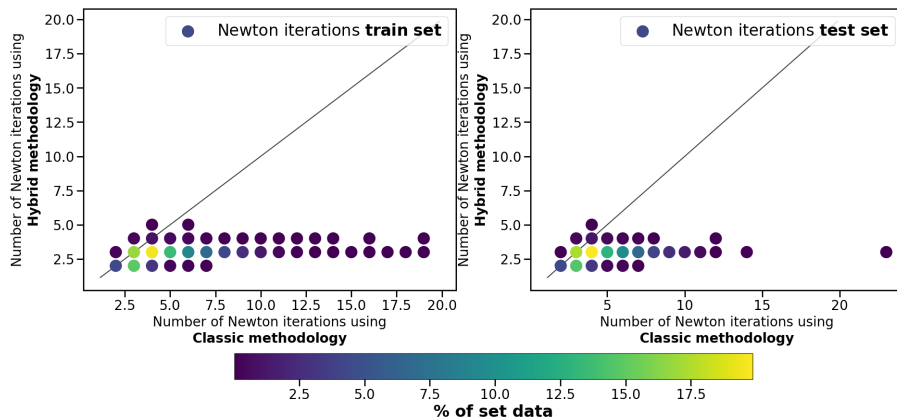 Number of Newton iterations using
Hybrid methodology
20.0
17.5
15.0
12.5
10.0
7.5
5.0
2.5
Newton iterations train set
2.5 5.0 7.5 10.0 12.5 15.0 17.5 20.0
Number of Newton iterations using
Classic methodology
Number of Newton iterations using
Hybrid methodology
20.0
17.5
15.0
12.5
10.0
7.5
5.0
2.5
Newton iterations test set
5 10 15 20
Number of Newton iterations using
Classic methodology
2.5 5.0 7.5 10.0 12.5 15.0 17.5
% of set data